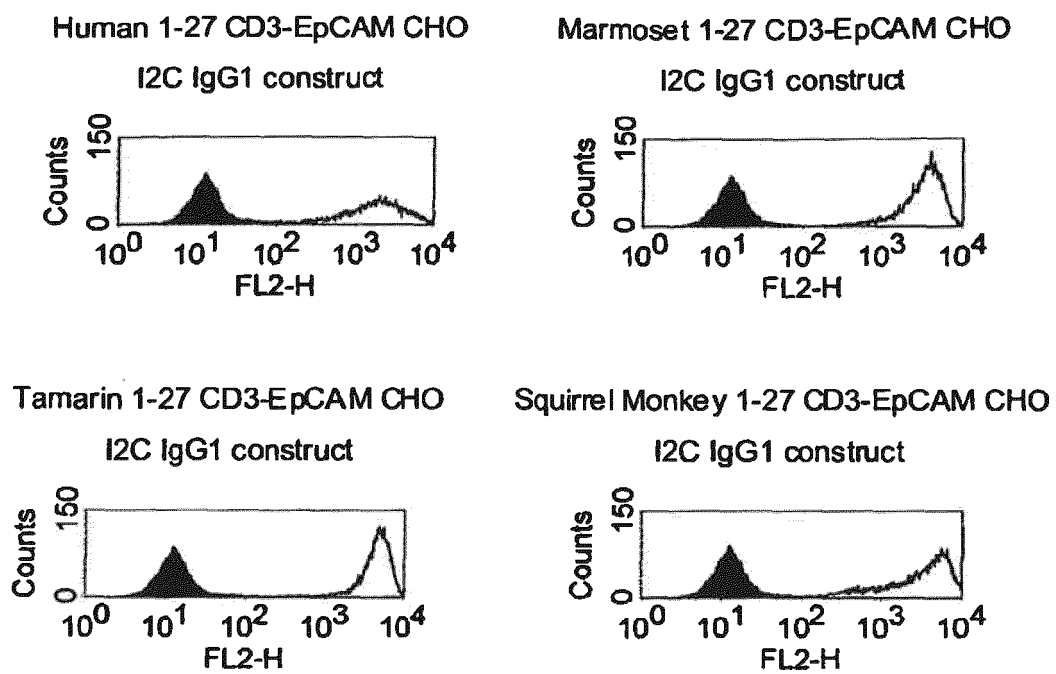 Human 1-27 CD3-EpCAM CHO
I2C IgG1 construct
Counts
150
0
10^0 10^1 10^2 10^3 10^4
FL2-H
Marmoset 1-27 CD3-EpCAM CHO
I2C IgG1 construct
Counts
150
0
10^0 10^1 10^2 10^3 10^4
FL2-H
Tamarin 1-27 CD3-EpCAM CHO
I2C IgG1 construct
Counts
150
0
10^0 10^1 10^2 10^3 10^4
FL2-H
Squirrel Monkey 1-27 CD3-EpCAM CHO
I2C IgG1 construct
Counts
150
0
10^0 10^1 10^2 10^3 10^4
FL2-H